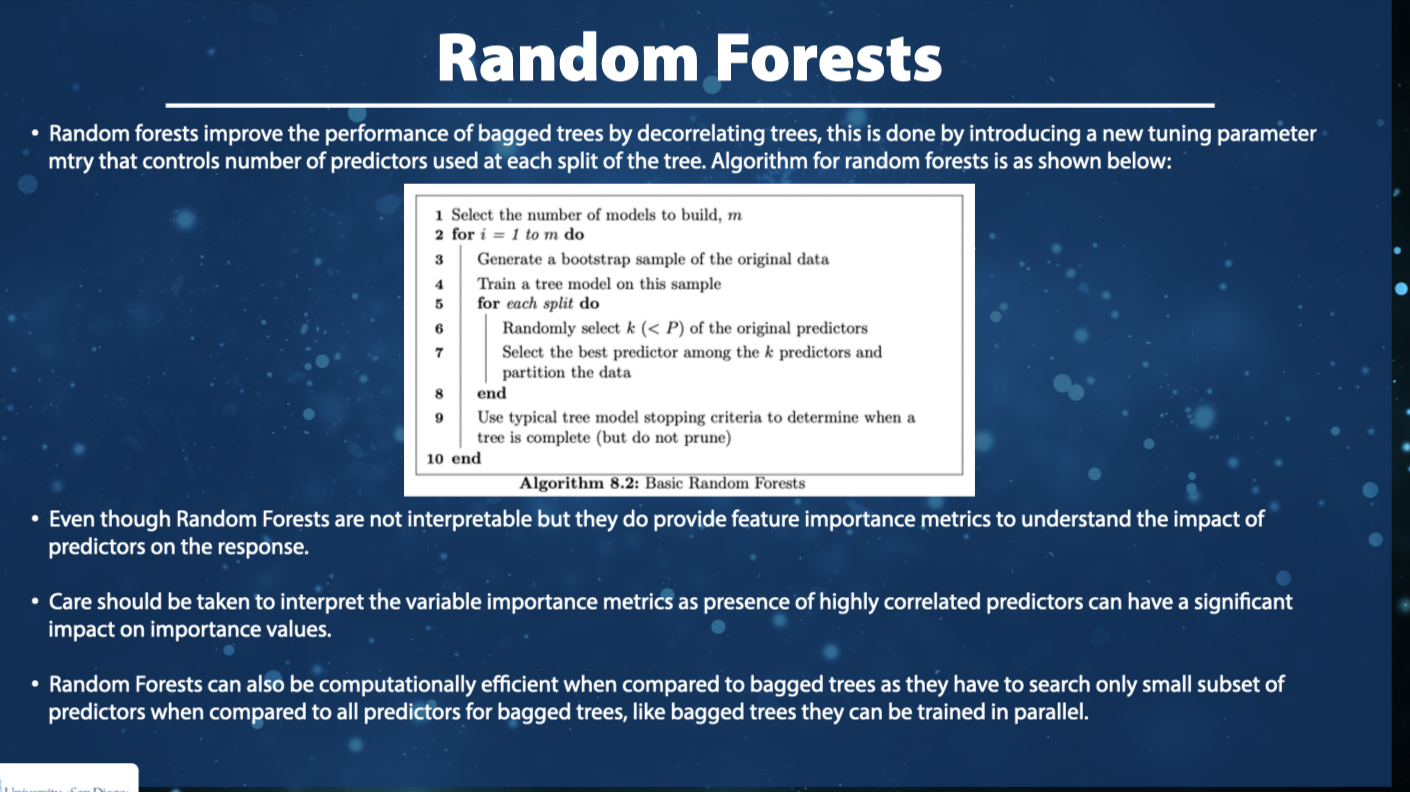 Random Forests
• Random forests improve the performance of bagged trees by decorrelating trees, this is done by introducing a new tuning parameter
mtry that controls number of predictors used at each split of the tree. Algorithm for random forests is as shown below:
1 Select the number of models to build, m
2 for i = 1 to m do
3 Generate a bootstrap sample of the original data
4 Train a tree model on this sample
5 for each split do
6 Randomly select k (< P) of the original predictors
7 Select the best predictor among the k predictors and
partition the data
8 end
9 Use typical tree model stopping criteria to determine when a
tree is complete (but do not prune)
10 end
Algorithm 8.2: Basic Random Forests
• Even though Random Forests are not interpretable but they do provide feature importance metrics to understand the impact of
predictors on the response.
• Care should be taken to interpret the variable importance metrics as presence of highly correlated predictors can have a significant
impact on importance values.
• Random Forests can also be computationally efficient when compared to bagged trees as they have to search only small subset of
predictors when compared to all predictors for bagged trees, like bagged trees they can be trained in parallel.